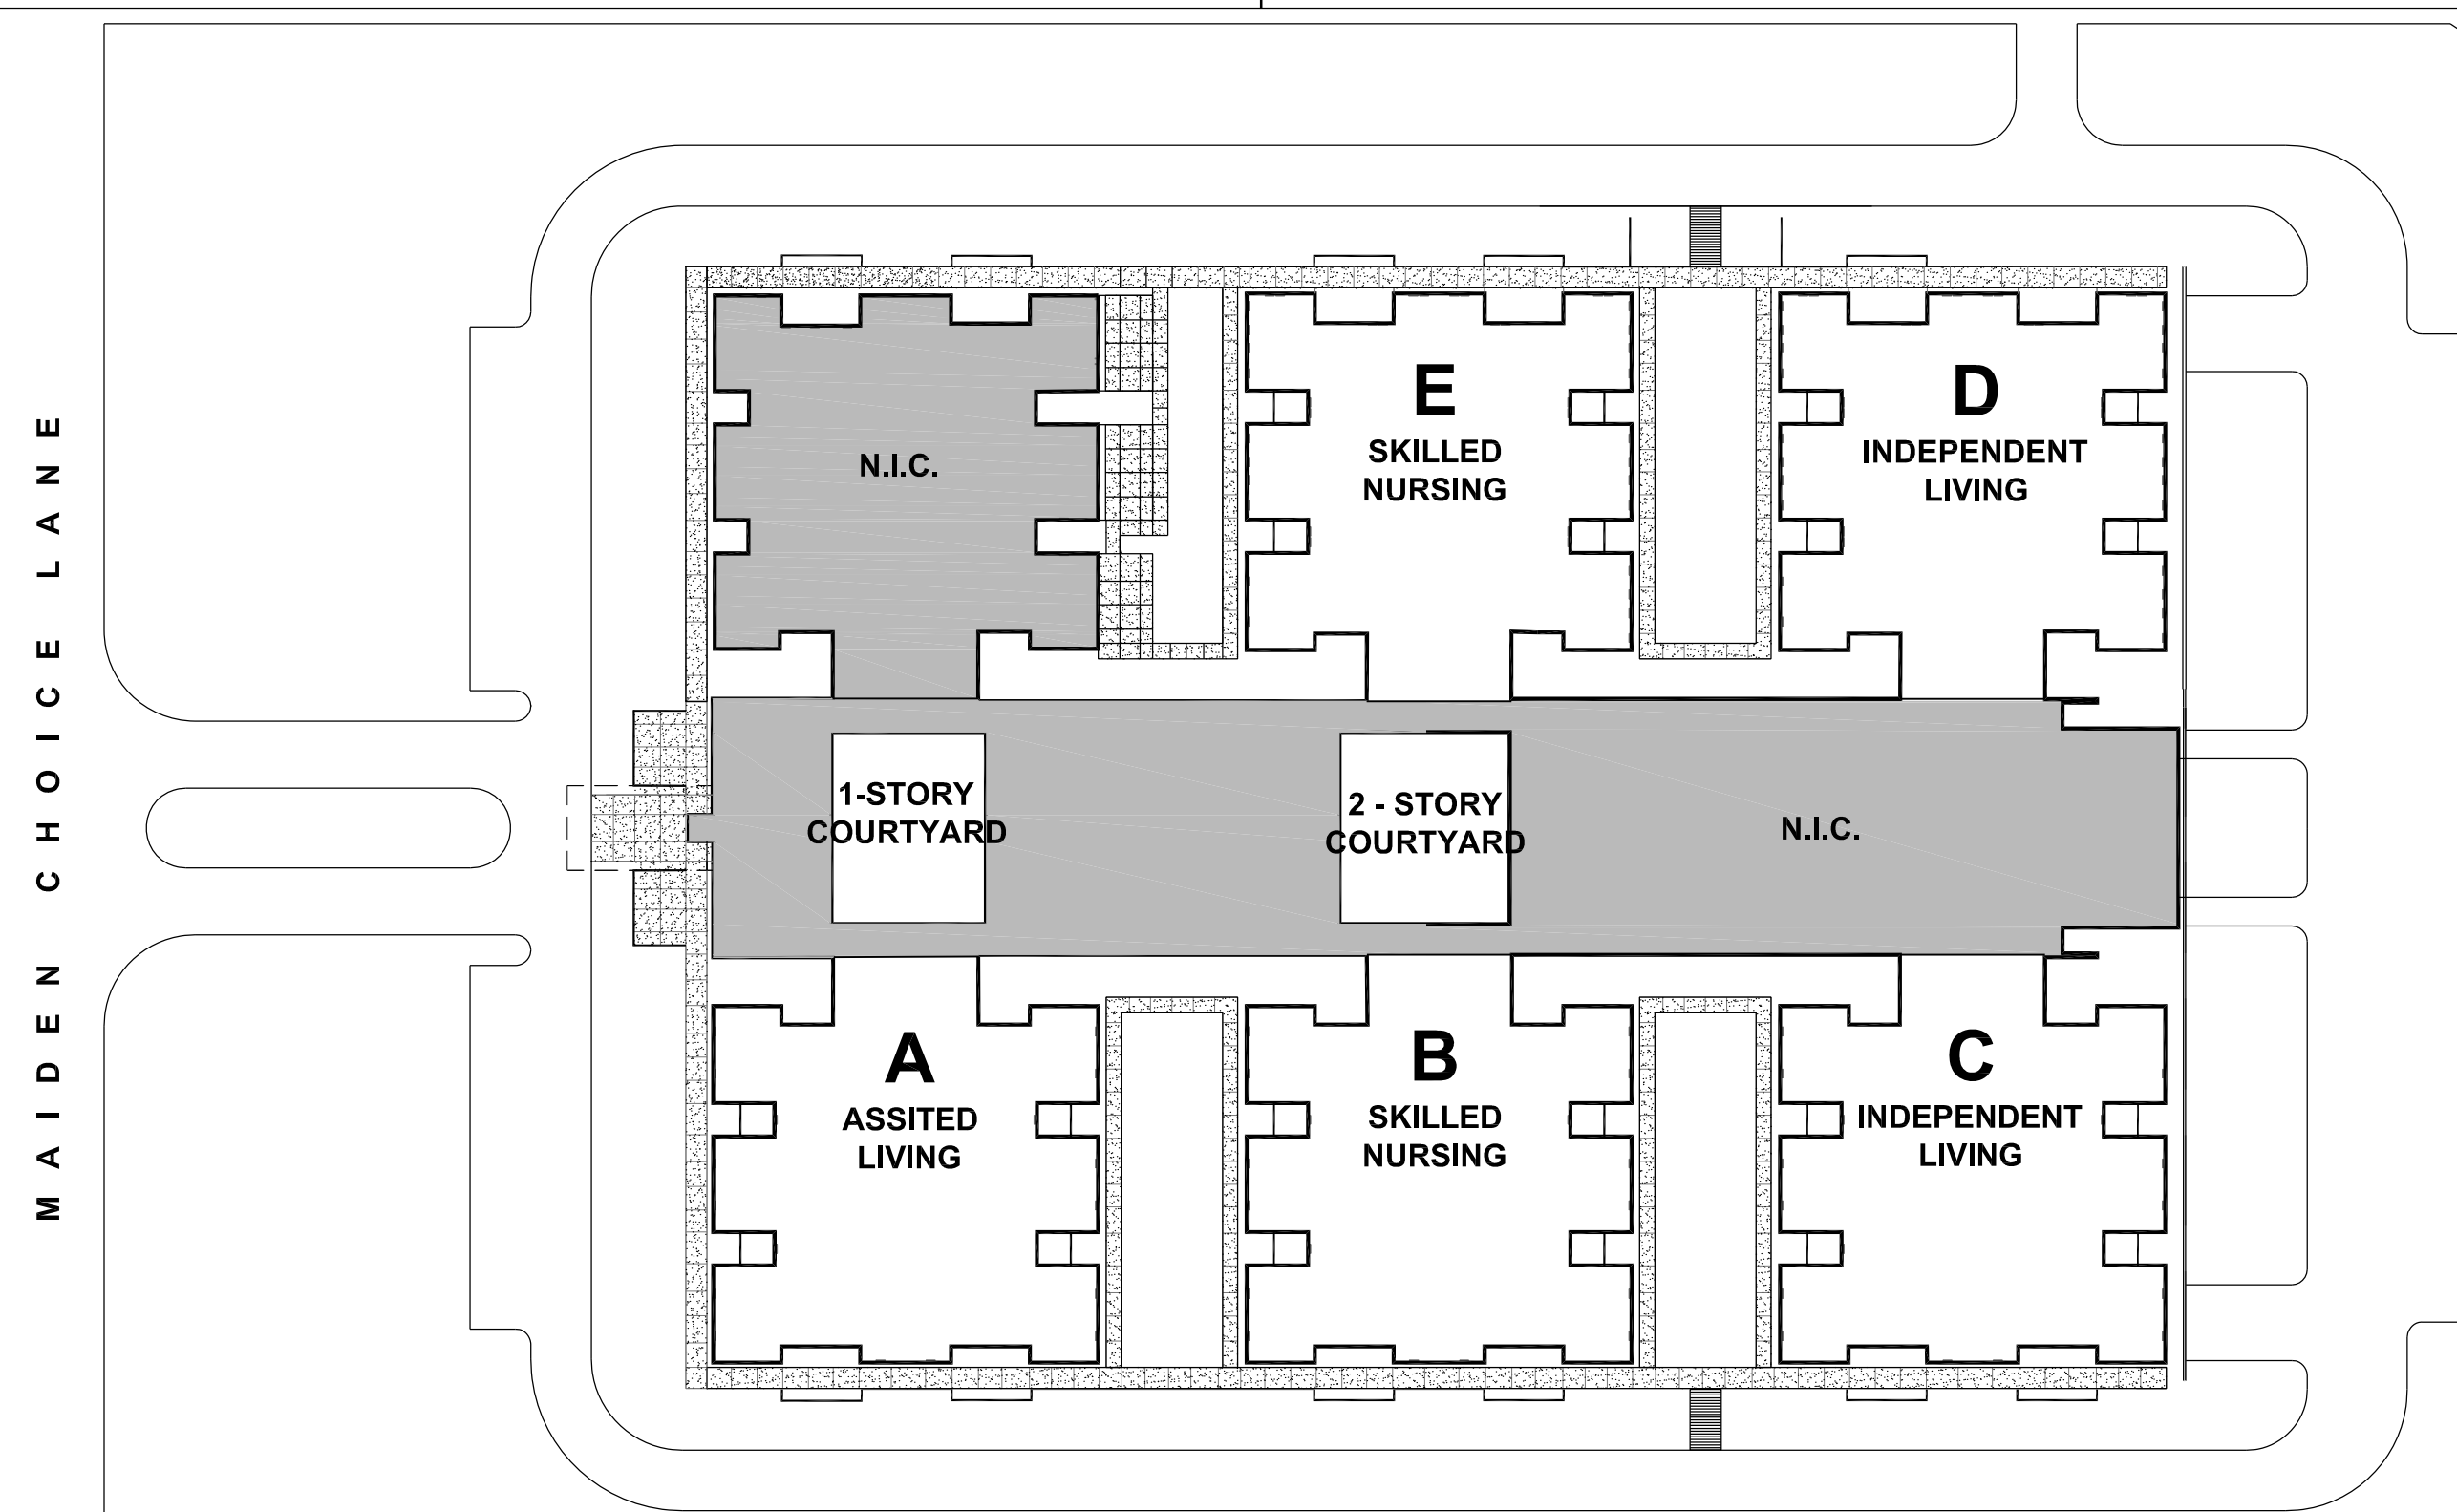 MAIDEN CHOICE LANE
N.I.C.
E
SKILLED
NURSING
D
INDEPENDENT
LIVING
1-STORY
COURTYARD
2 - STORY
COURTYARD
N.I.C.
A
ASSITED
LIVING
B
SKILLED
NURSING
C
INDEPENDENT
LIVING